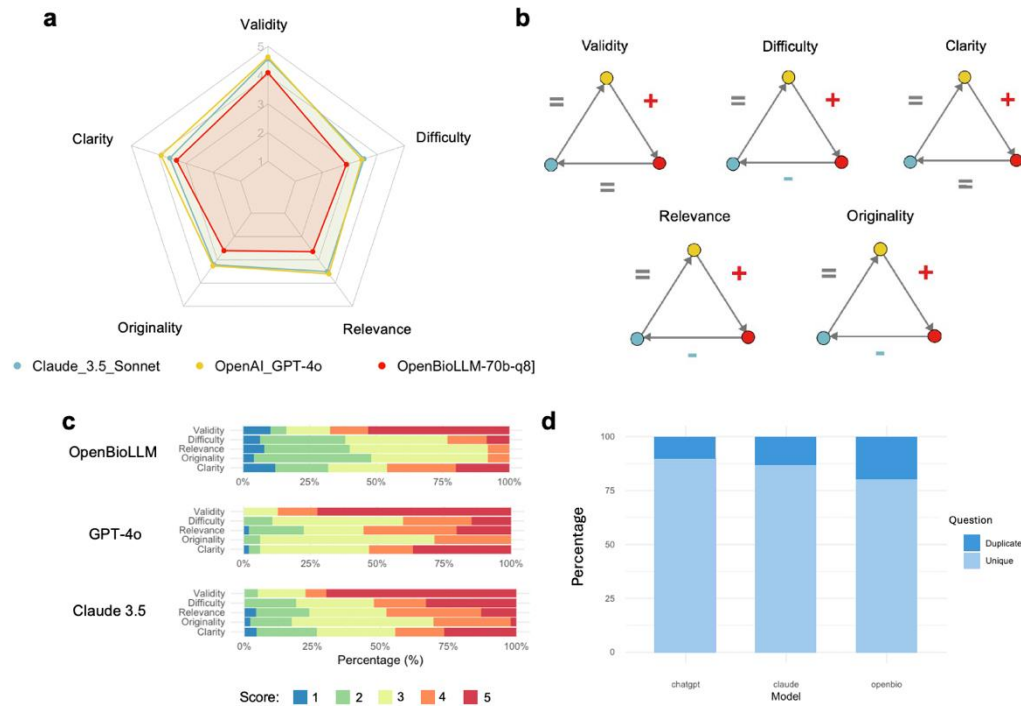 a
Validity
5
4
3
2
1
Clarity
Difficulty
Originality
Relevance
Claude_3.5_Sonnet
OpenAI_GPT-4o
OpenBioLLM-70b-q8]
b
Validity
Difficulty
Clarity
=
+
=
+
=
+
=
-
=
Relevance
Originality
=
+
=
+
-
-
c
OpenBioLLM
Validity
Difficulty
Relevance
Originality
Clarity
0% 25% 50% 75% 100%
GPT-4o
Validity
Difficulty
Relevance
Originality
Clarity
0% 25% 50% 75% 100%
Claude 3.5
Validity
Difficulty
Relevance
Originality
Clarity
0% 25% 50% 75% 100%
Percentage (%)
Score: 1 2 3 4 5
d
100
75
50
25
0
Percentage
chatgpt claude openbio
Model
Question
Duplicate
Unique